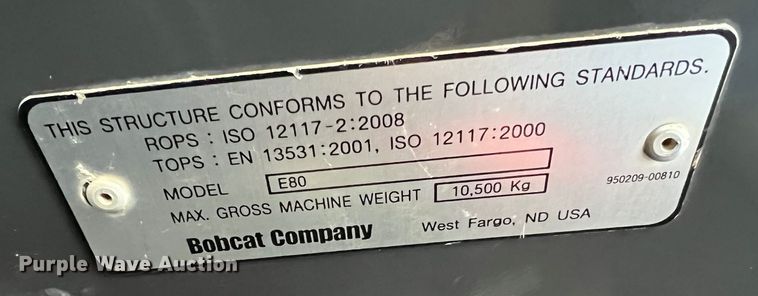 THIS STRUCTURE CONFORMS TO THE FOLLOWING STANDARDS.
ROPS : ISO 12117-2:2008
TOPS : EN 13531:2001, ISO 12117:2000
MODEL E80
MAX. GROSS MACHINE WEIGHT 10,500 Kg
950209-00810
Bobcat Company West Fargo, ND USA
Purple Wave Auction